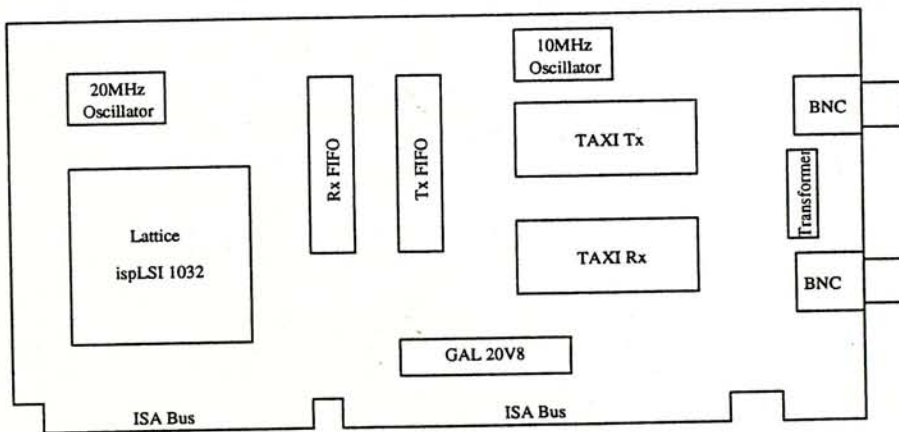 10MHz
Oscillator
20MHz
Oscillator
BNC
TAXI Tx
Rx FIFO
Tx FIFO
Transformer
Lattice
ispLSI 1032
TAXI Rx
BNC
GAL 20V8
ISA Bus
ISA Bus